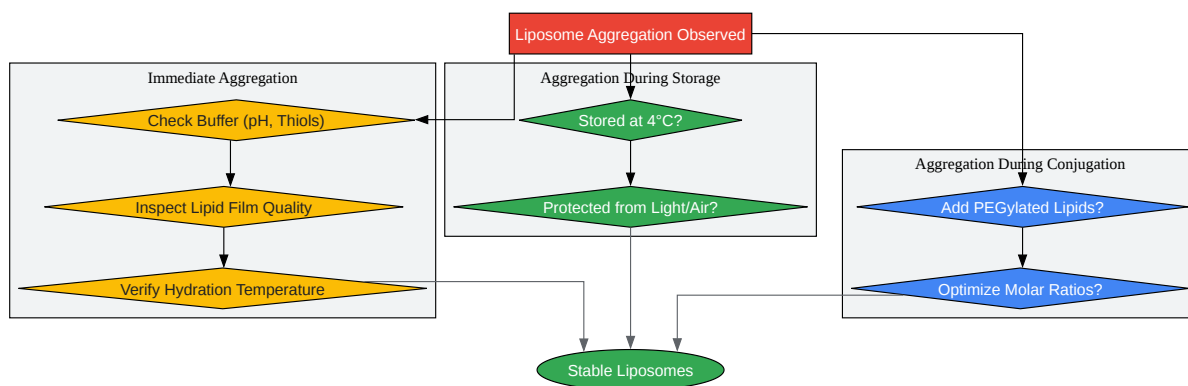 Liposome Aggregation Observed
Immediate Aggregation
Check Buffer (pH, Thiols)
Inspect Lipid Film Quality
Verify Hydration Temperature
Aggregation During Storage
Stored at 4°C?
Protected from Light/Air?
Aggregation During Conjugation
Add PEGylated Lipids?
Optimize Molar Ratios?
Stable Liposomes